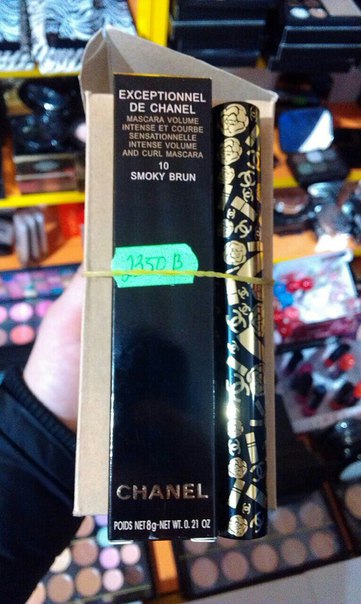 EXCEPTIONNEL
DE CHANEL
MASCARA VOLUME
INTENSE ET COURBE
SENSATIONNELLE
INTENSE VOLUME
AND CURL MASCARA
10
SMOKY BRUN
2350 B
CHANEL
POIDS NET 8g-NET WT. 0. 21 OZ